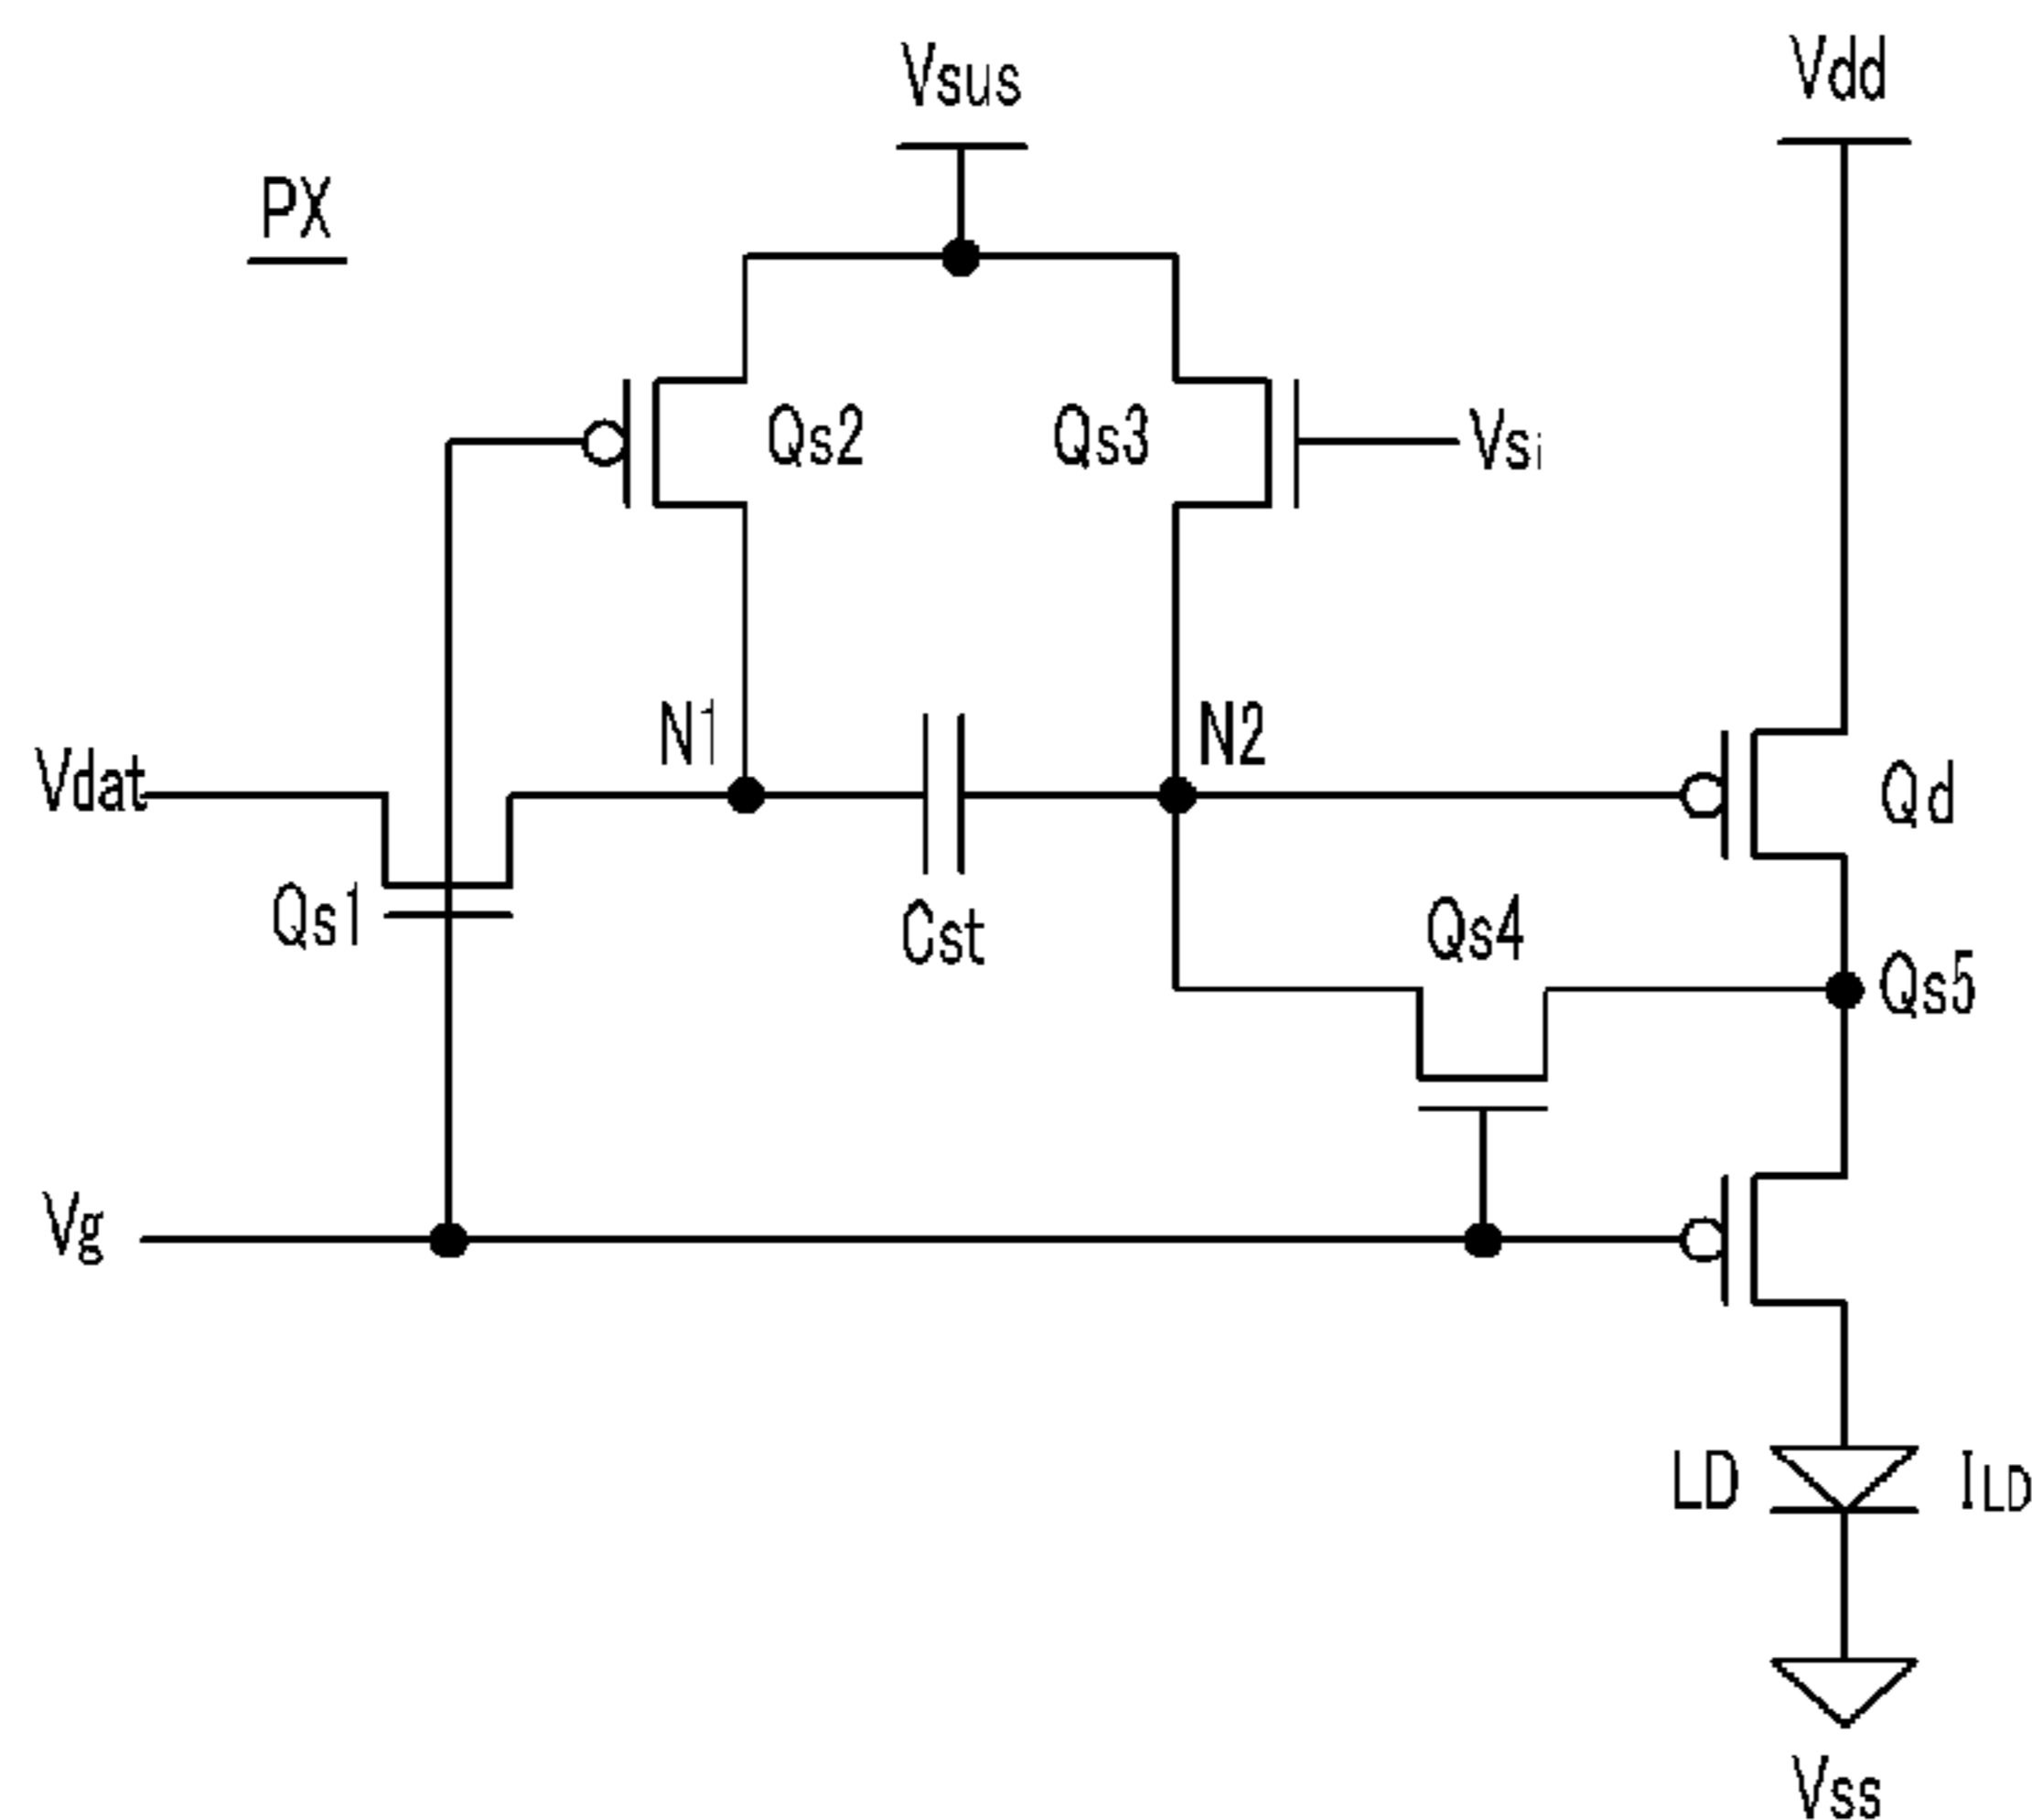 Vsus
Vdd
PX
Qs2
Qs3
Vsi
N1
N2
Vdat
Qd
Qs1
Cst
Qs4
Qs5
Vg
LD
ILD
Vss